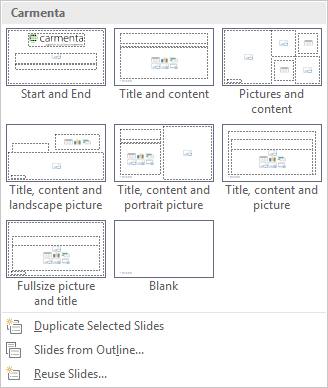 Carmenta
carmenta
Start and End
Title and content
Pictures and
content
Title, content and
landscape picture
Title, content and
portrait picture
Title, content and
picture
Fullsize picture
and title
Blank
Duplicate Selected Slides
Slides from Outline...
Reuse Slides...